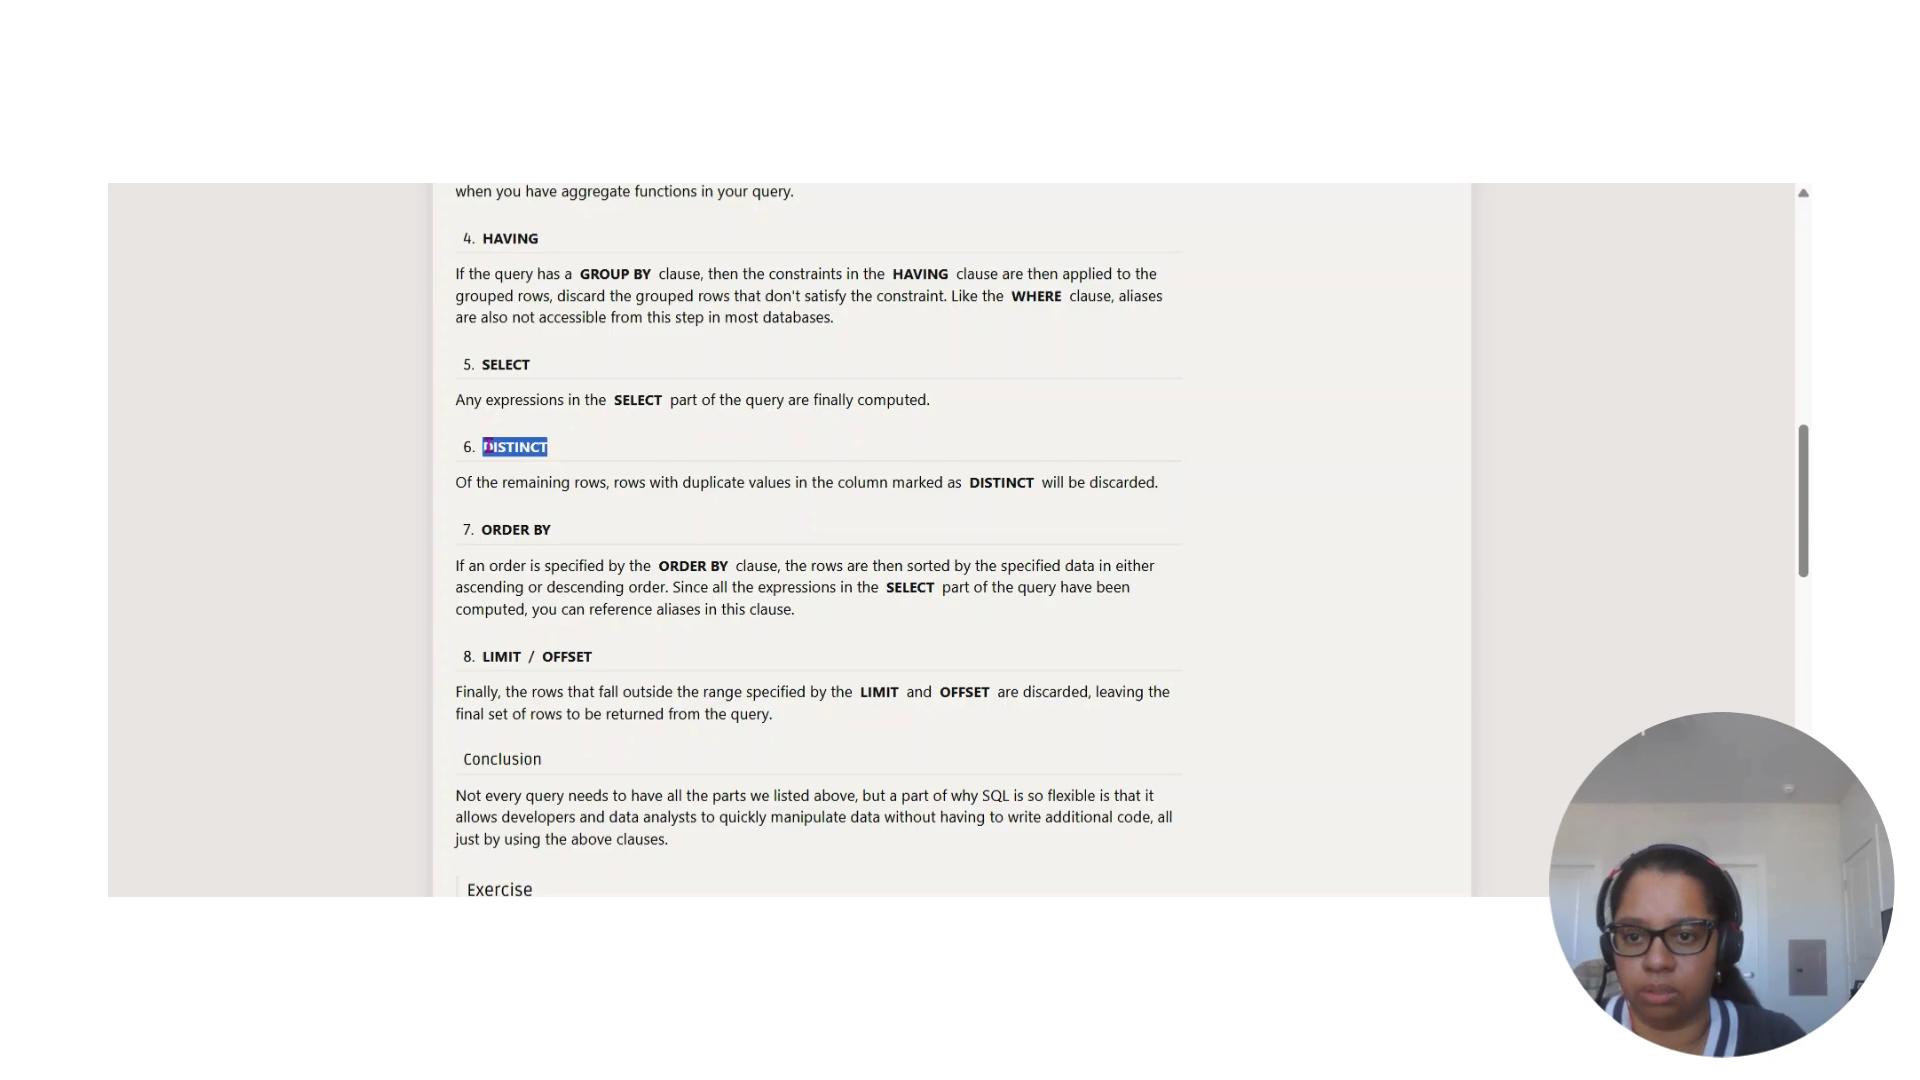 when you have aggregate functions in your query.
4. HAVING
If the query has a GROUP BY clause, then the constraints in the HAVING clause are then applied to the
grouped rows, discard the grouped rows that don't satisfy the constraint. Like the WHERE clause, aliases
are also not accessible from this step in most databases.
5. SELECT
Any expressions in the SELECT part of the query are finally computed.
6. DISTINCT
Of the remaining rows, rows with duplicate values in the column marked as DISTINCT will be discarded.
7. ORDER BY
If an order is specified by the ORDER BY clause, the rows are then sorted by the specified data in either
ascending or descending order. Since all the expressions in the SELECT part of the query have been
computed, you can reference aliases in this clause.
8. LIMIT / OFFSET
Finally, the rows that fall outside the range specified by the LIMIT and OFFSET are discarded, leaving the
final set of rows to be returned from the query.
Conclusion
Not every query needs to have all the parts we listed above, but a part of why SQL is so flexible is that it
allows developers and data analysts to quickly manipulate data without having to write additional code, all
just by using the above clauses.
Exercise